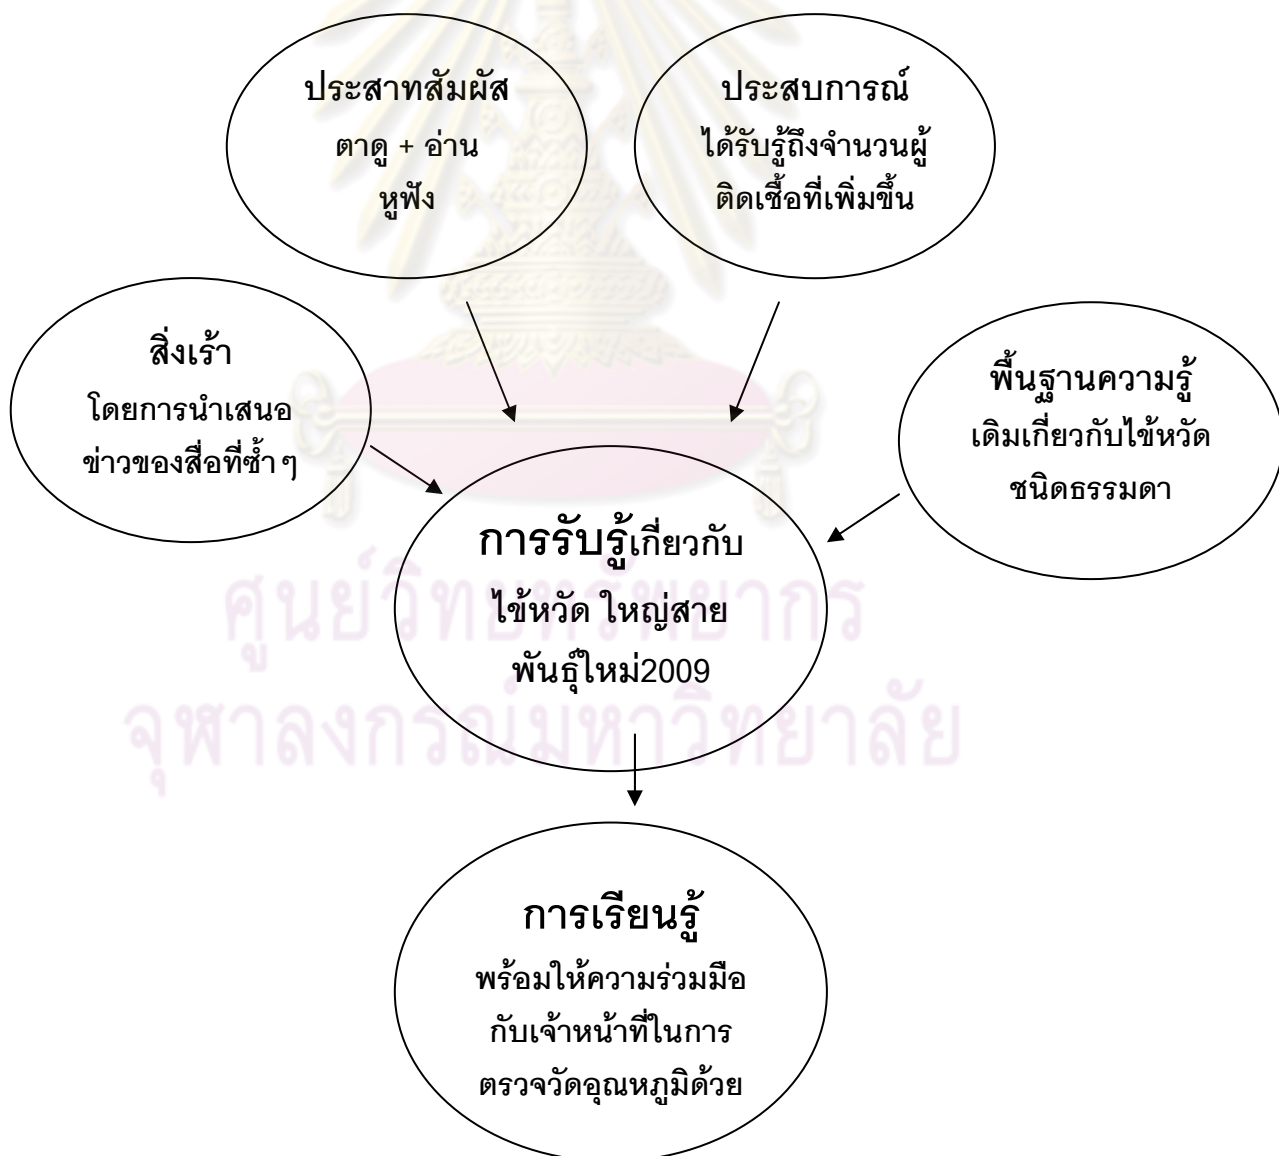 ประสาทสัมผัส
ตาดู + อ่าน
หูฟัง
ประสบการณ์
ได้รับรู้ถึงจำนวนผู้
ติดเชื้อที่เพิ่มขึ้น
สิ่งเร้า
โดยการนำเสนอ
ข่าวของสื่อที่ซ้ำๆ
พื้นฐานความรู้
เดิมเกี่ยวกับไข้หวัด
ชนิดธรรมดา
การรับรู้เกี่ยวกับ
ไข้หวัด ใหญ่สาย
พันธุ์ใหม่2009
ศูนย์วิทยทรัพยากร
จุฬาลงกรณ์มหาวิทยาลัย
การเรียนรู้
พร้อมให้ความร่วมมือ
กับเจ้าหน้าที่ในการ
ตรวจวัดอุณหภูมิด้วย